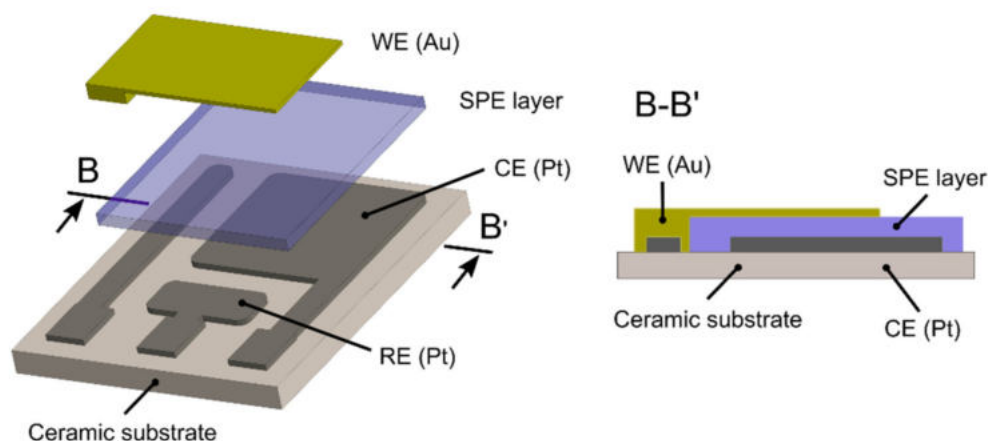 WE (Au)
SPE layer
CE (Pt)
B
B'
RE (Pt)
Ceramic substrate
B-B'
WE (Au)
SPE layer
Ceramic substrate
CE (Pt)